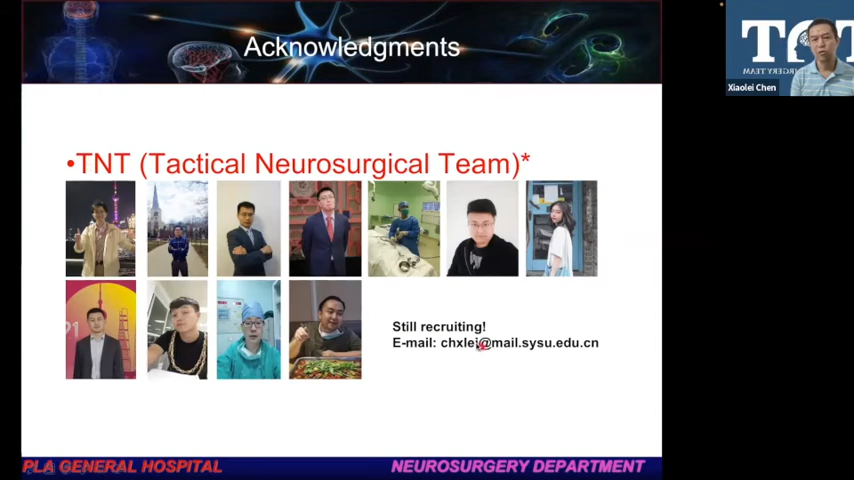 Acknowledgments
•TNT (Tactical Neurosurgical Team)*
Still recruiting!
E-mail: chxlei@mail.sysu.edu.cn
PLA GENERAL HOSPITAL
NEUROSURGERY DEPARTMENT
TNT
Xiaolei Chen